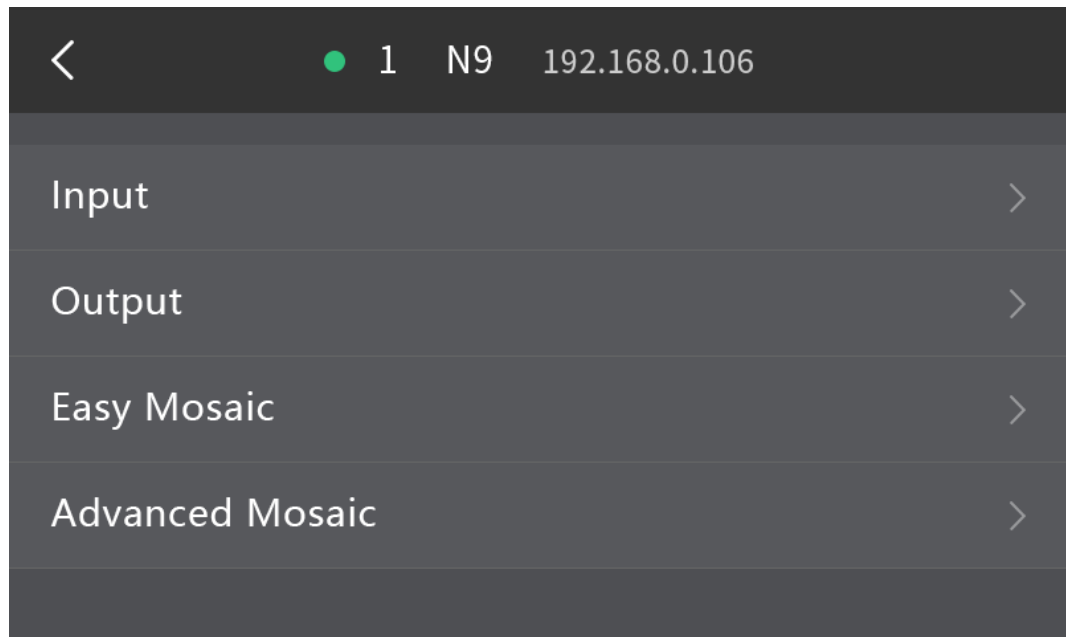 1 N9 192.168.0.106
Input
Output
Easy Mosaic
Advanced Mosaic